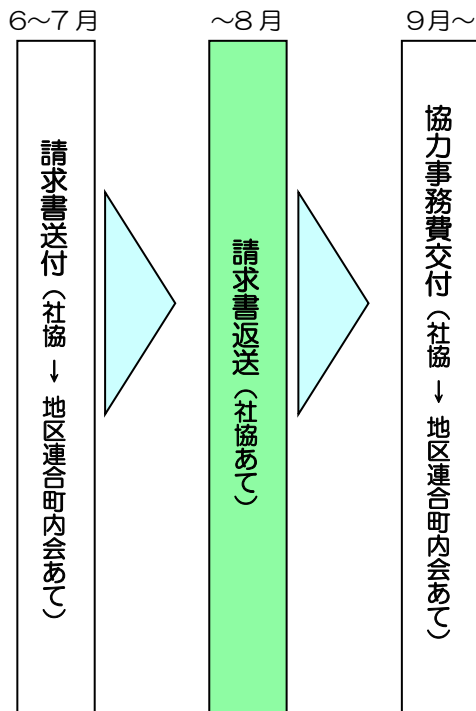 6～7月
請求書送付（社協 → 地区連合町内会あて）
～8月
請求書返送（社協あて）
9月～
協力事務費交付（社協 → 地区連合町内会あて）